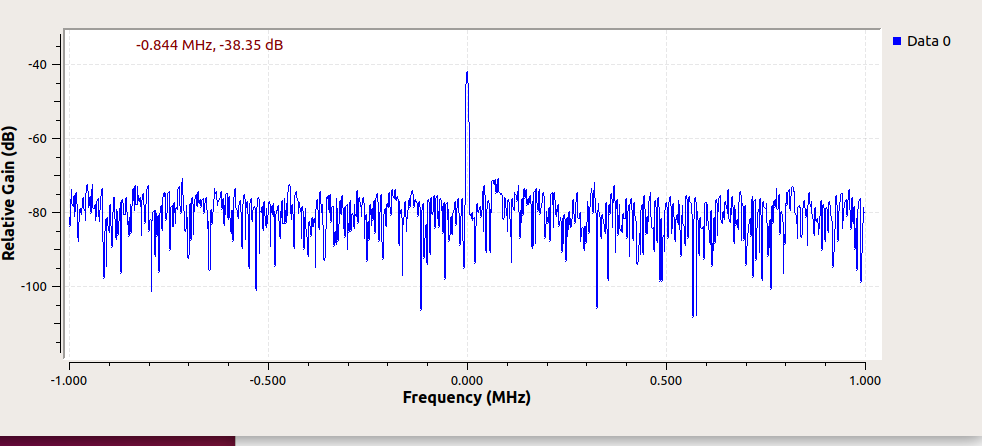 -0.844 MHz, -38.35 dB
Data 0
Relative Gain (dB)
-40
-60
-80
-100
-1.000 -0.500 0.000 0.500 1.000
Frequency (MHz)